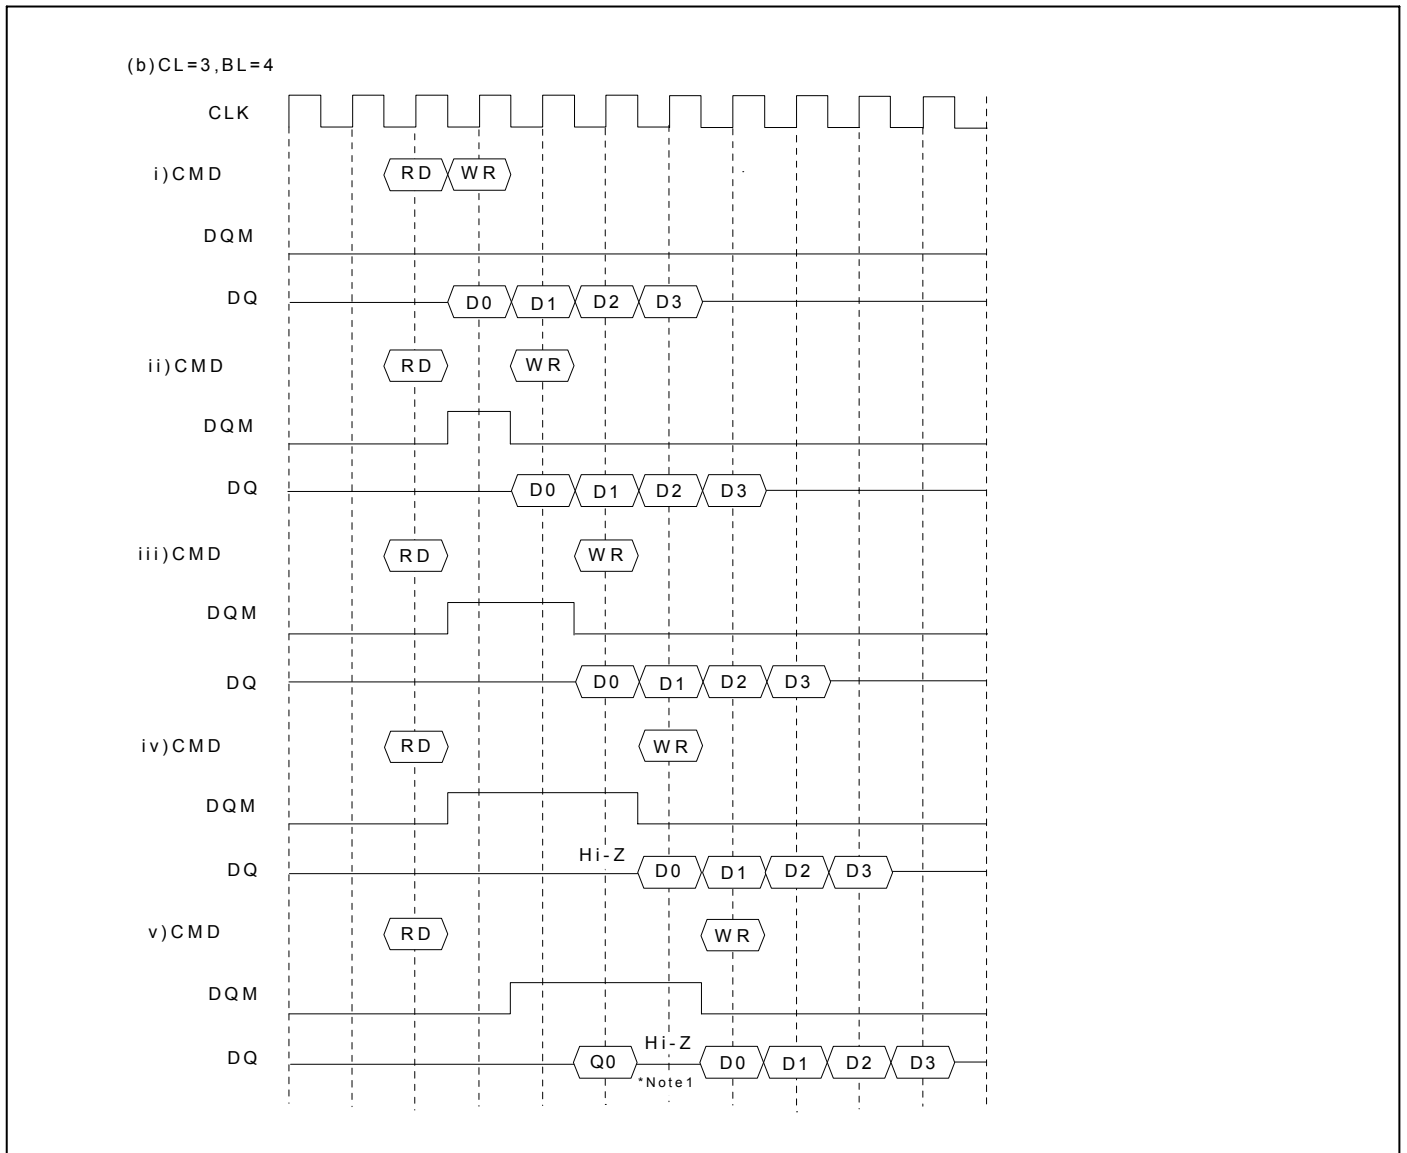 (b)CL=3,BL=4
CLK
i)CMD RD WR
DQM
DQ D0 D1 D2 D3
ii)CMD RD WR
DQM
DQ D0 D1 D2 D3
iii)CMD RD WR
DQM
DQ D0 D1 D2 D3
iv)CMD RD WR
DQM
Hi-Z
DQ D0 D1 D2 D3
v)CMD RD WR
DQM
Hi-Z
DQ Q0 D0 D1 D2 D3
*Note1